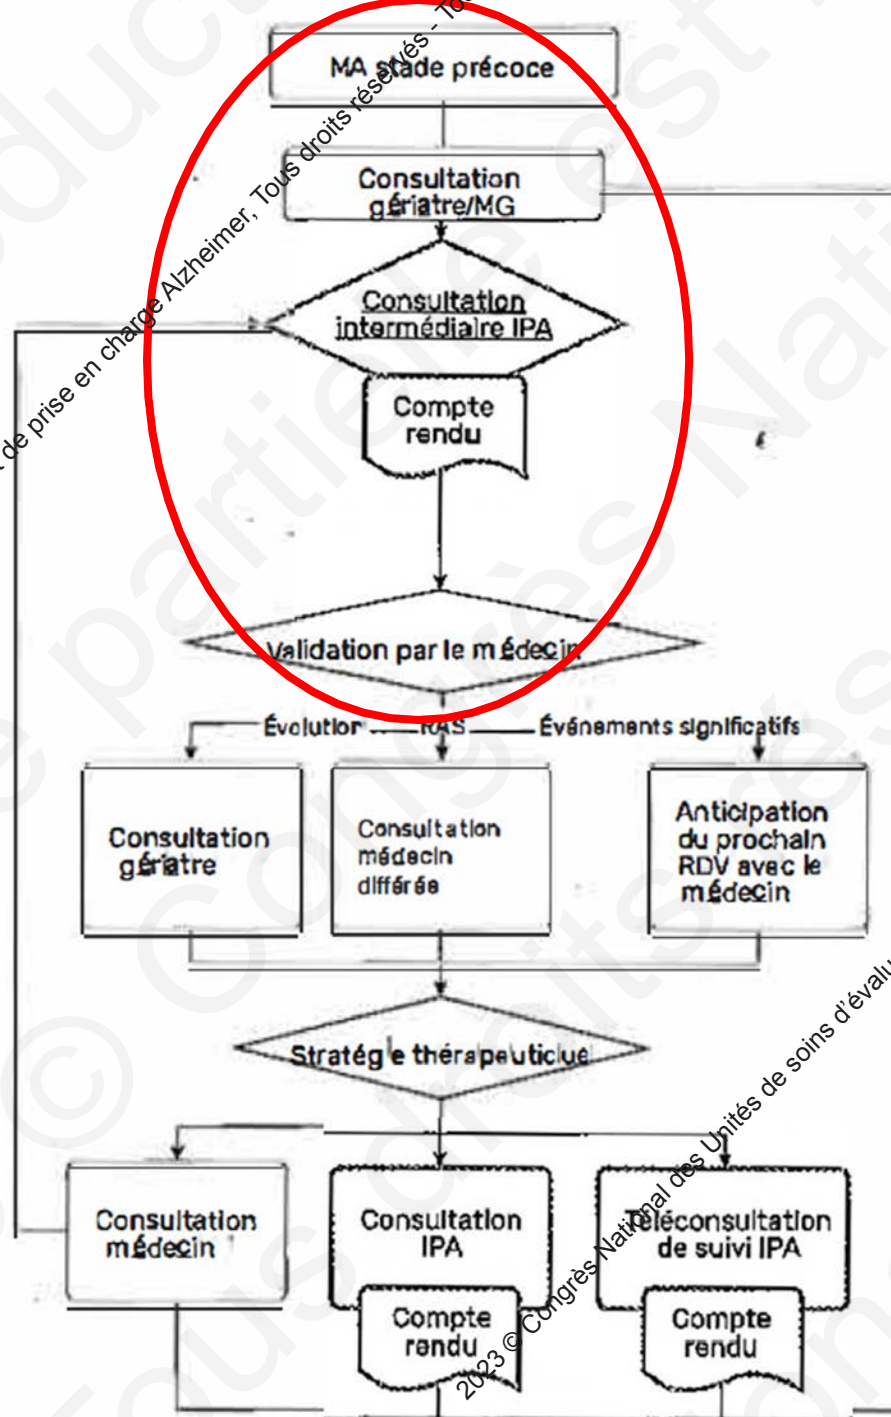 MA stade précoce
Consultation
gériatre/MG
Consultation
intermédiaire IPA
Compte
rendu
Validation par le médecin
Évolution
RAS
Événements significatifs
Consultation
gériatre
Consultation
médecin
différée
Anticipation
du prochain
RDV avec le
médecin
Stratégie thérapeutique
Consultation
médecin
Consultation
IPA
Téléconsultation
de suivi IPA
Compte
rendu
Compte
rendu
de prise en charge Alzheimer, Tous droits réservés -
2023 © Congrès National des Unités de soins